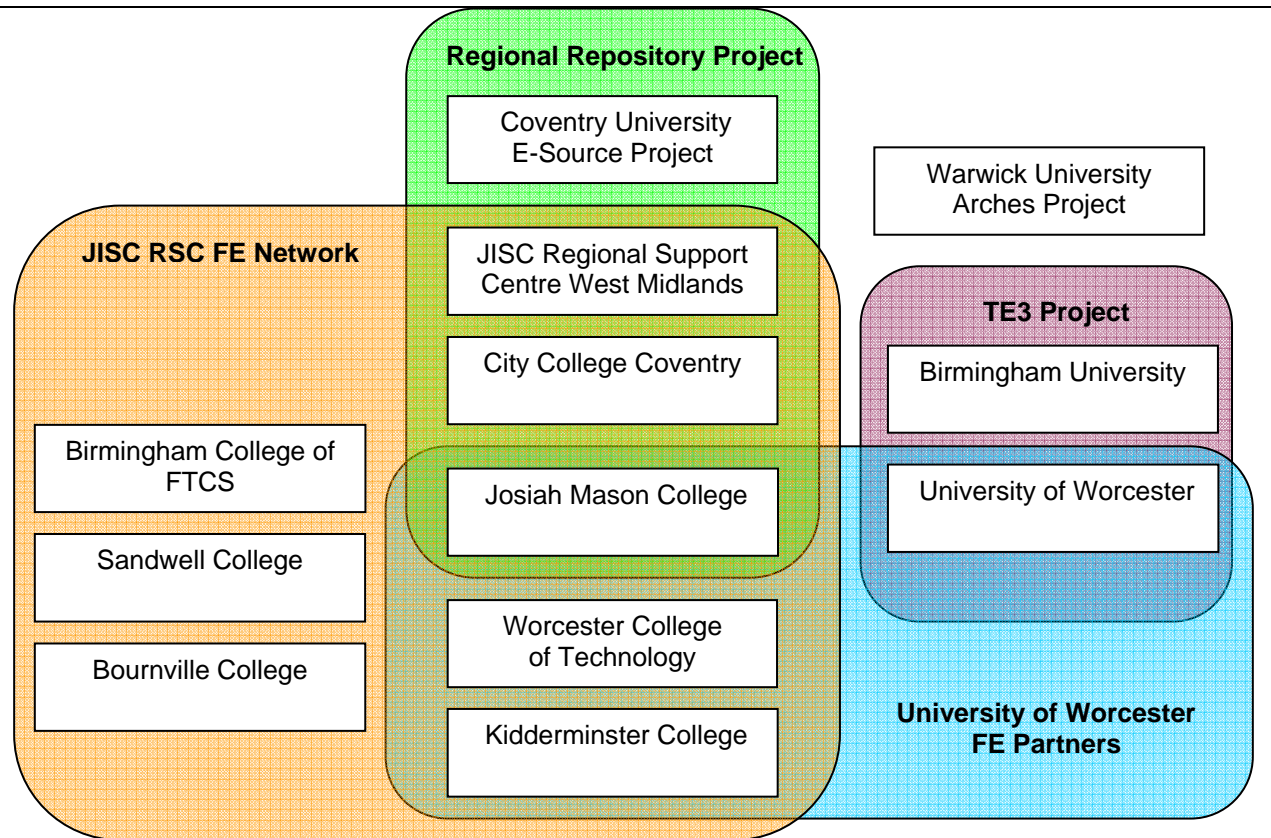 Regional Repository Project
Coventry University
E-Source Project
Warwick University
Arches Project
JISC RSC FE Network
JISC Regional Support
Centre West Midlands
TE3 Project
City College Coventry
Birmingham University
Birmingham College of
FTCS
Josiah Mason College
University of Worcester
Sandwell College
Worcester College
of Technology
Bournville College
University of Worcester
FE Partners
Kidderminster College